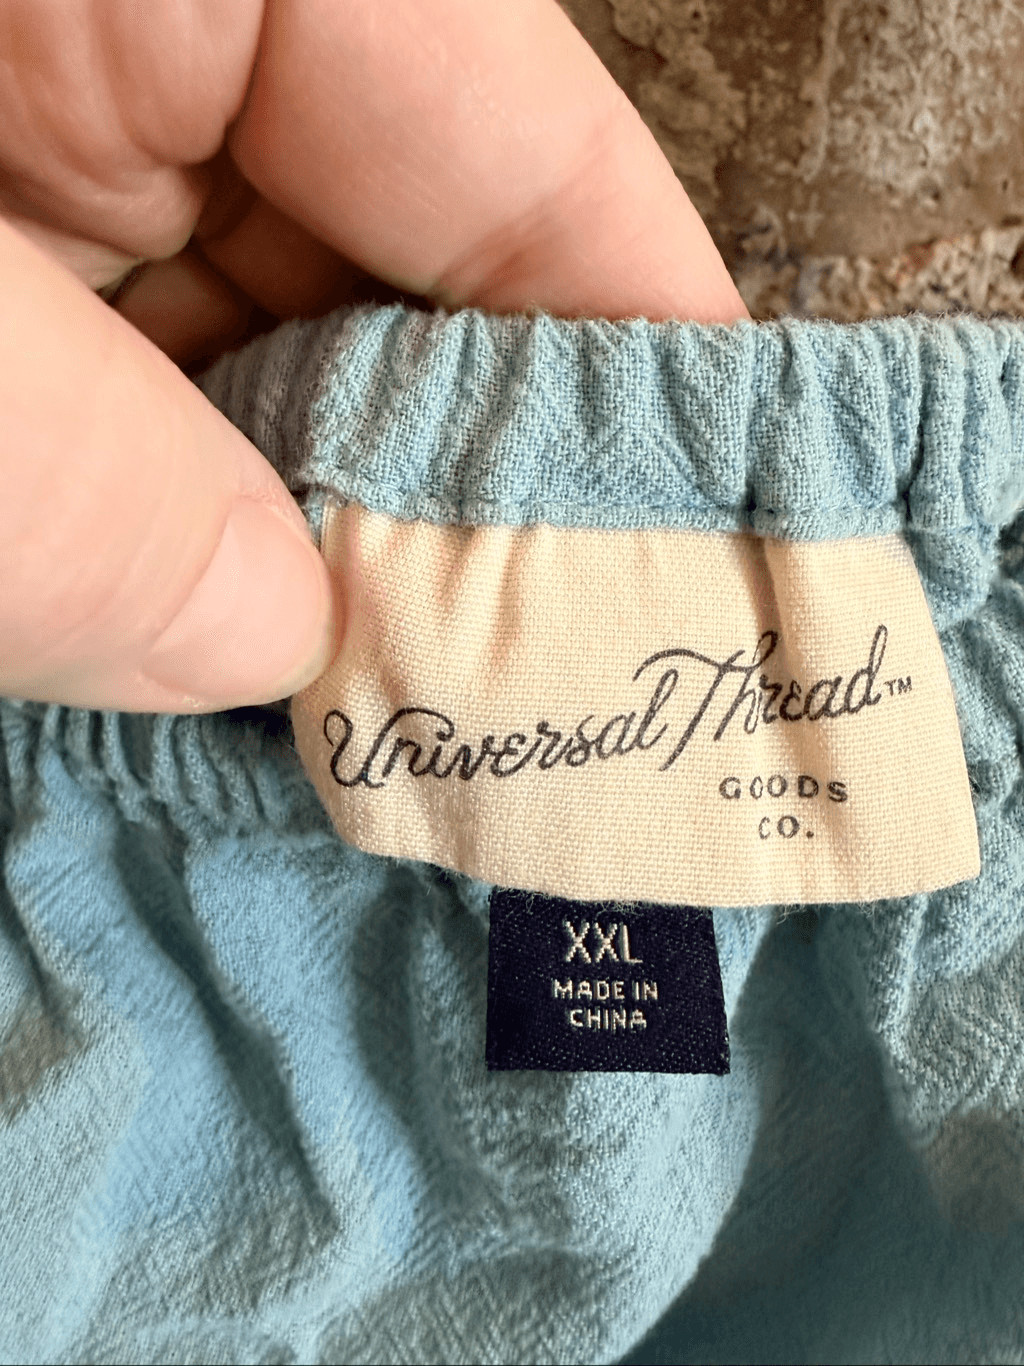 Universal Thread™
GOODS
CO.
XXL
MADE IN
CHINA